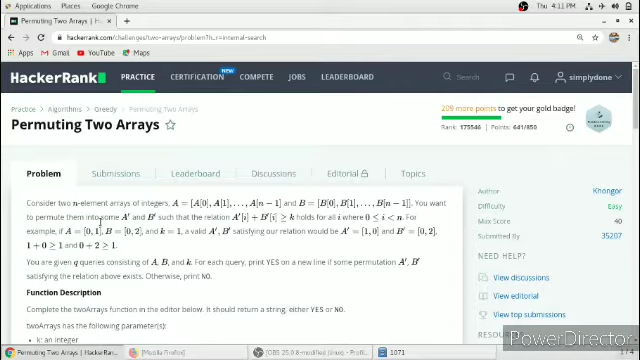 Applications Places Google Chrome Thu 4:11 PM
Permuting Two Arrays | H
hackerrank.com/challenges/two-arrays/problem?h_r=internal-search
Apps Gmail YouTube Maps
HackerRank PRACTICE CERTIFICATION NEW COMPETE JOBS LEADERBOARD Search simplydone
Practice Algorithms Greedy Permuting Two Arrays
Permuting Two Arrays
209 more points to get your gold badge!
Rank: 175546 Points: 641/850
Problem Submissions Leaderboard Discussions Editorial Topics
Consider two n-element arrays of integers, A = [A[0], A[1], . . . , A[n − 1] and B = [B[0], B[1], . . . , B[n − 1]. You want
to permute them into some A' and B' such that the relation A'[i] + B'[i] ≥ k holds for all i where 0 ≤ i < n. For
example, if A = [0, 1], B = [0, 2], and k = 1, a valid A', B' satisfying our relation would be A' = [1, 0] and B' = [0, 2],
1 + 0 ≥ 1 and 0 + 2 ≥ 1.
You are given q queries consisting of A, B, and k. For each query, print YES on a new line if some permutation A', B'
satisfying the relation above exists. Otherwise, print NO.
Function Description
Complete the twoArrays function in the editor below. It should return a string, either YES or NO.
twoArrays has the following parameter(s):
k: an integer
Author Khongor
Difficulty Easy
Max Score 40
Submitted By 35207
NEED HELP?
View discussions
View editorial
View top submissions
PowerDirector
Permuting Two Arrays | H [Mozilla Firefox] 1071 1 / 4